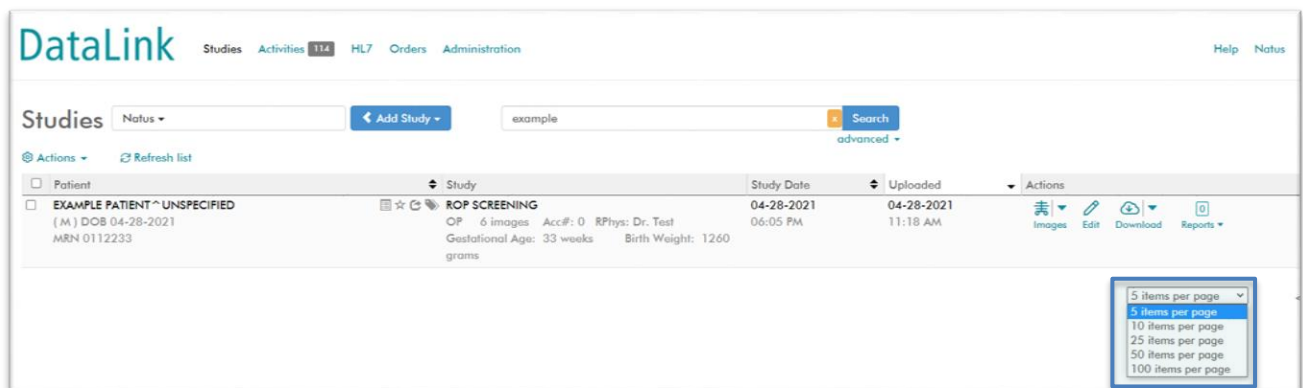 DataLink Studies Activities 114 HL7 Orders Administration Help Natus
Studies Natus Add Study example x Search
advanced
Actions Refresh list
Patient Study Study Date Uploaded Actions
EXAMPLE PATIENT^UNSPECIFIED ROP SCREENING 04-28-2021 04-28-2021
(M) DOB 04-28-2021 OP 6 images Acc#: 0 RPhys: Dr. Test 06:05 PM 11:18 AM 0
MRN 0112233 Gestational Age: 33 weeks Birth Weight: 1260 Images Edit Download Reports
grams
5 items per page
5 items per page
10 items per page
25 items per page
50 items per page
100 items per page